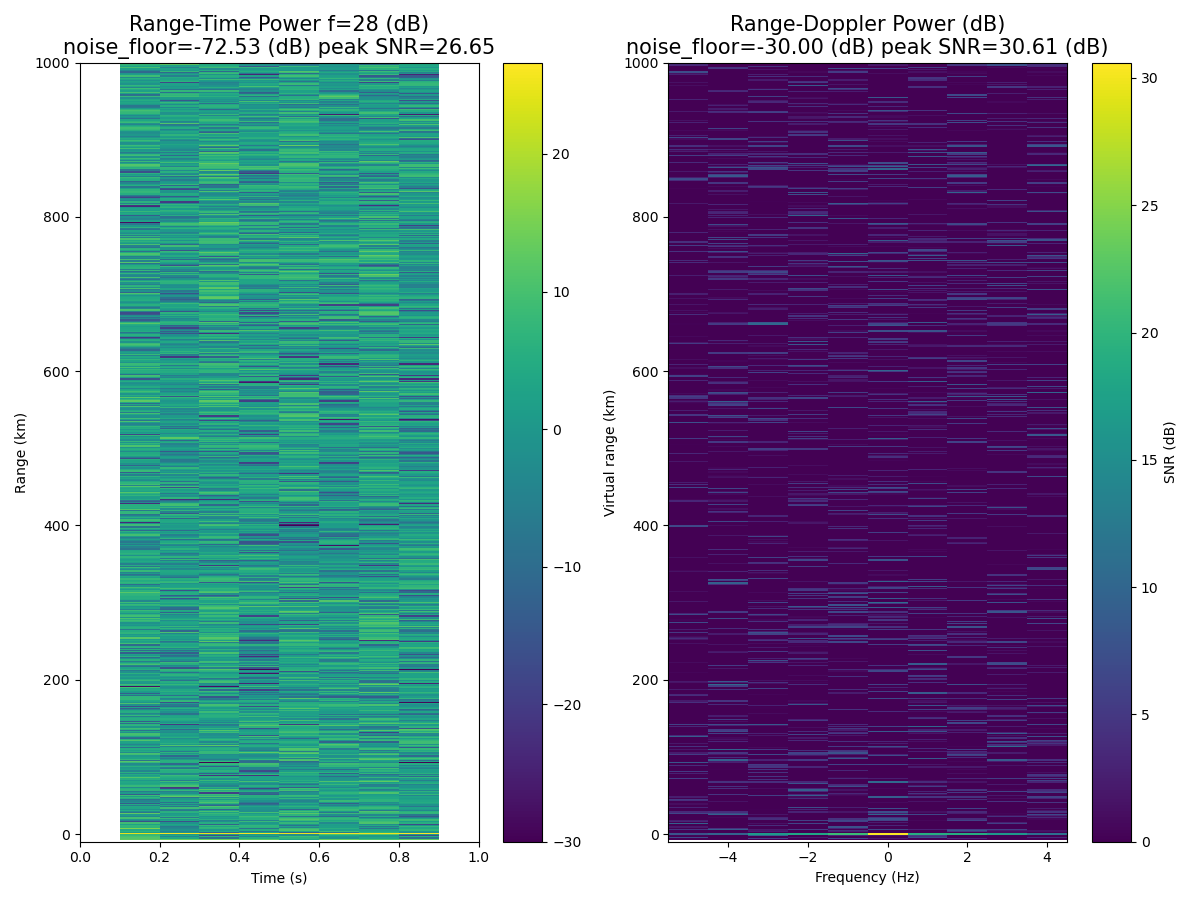 Range-Time Power f=28 (dB)
noise_floor=-72.53 (dB) peak SNR=26.65
Range (km)
1000
800
600
400
200
0
0.0 0.2 0.4 0.6 0.8 1.0
Time (s)
20
10
0
−10
−20
−30
Range-Doppler Power (dB)
noise_floor=-30.00 (dB) peak SNR=30.61 (dB)
Virtual range (km)
1000
800
600
400
200
0
−4 −2 0 2 4
Frequency (Hz)
30
25
20
15
10
5
0
SNR (dB)